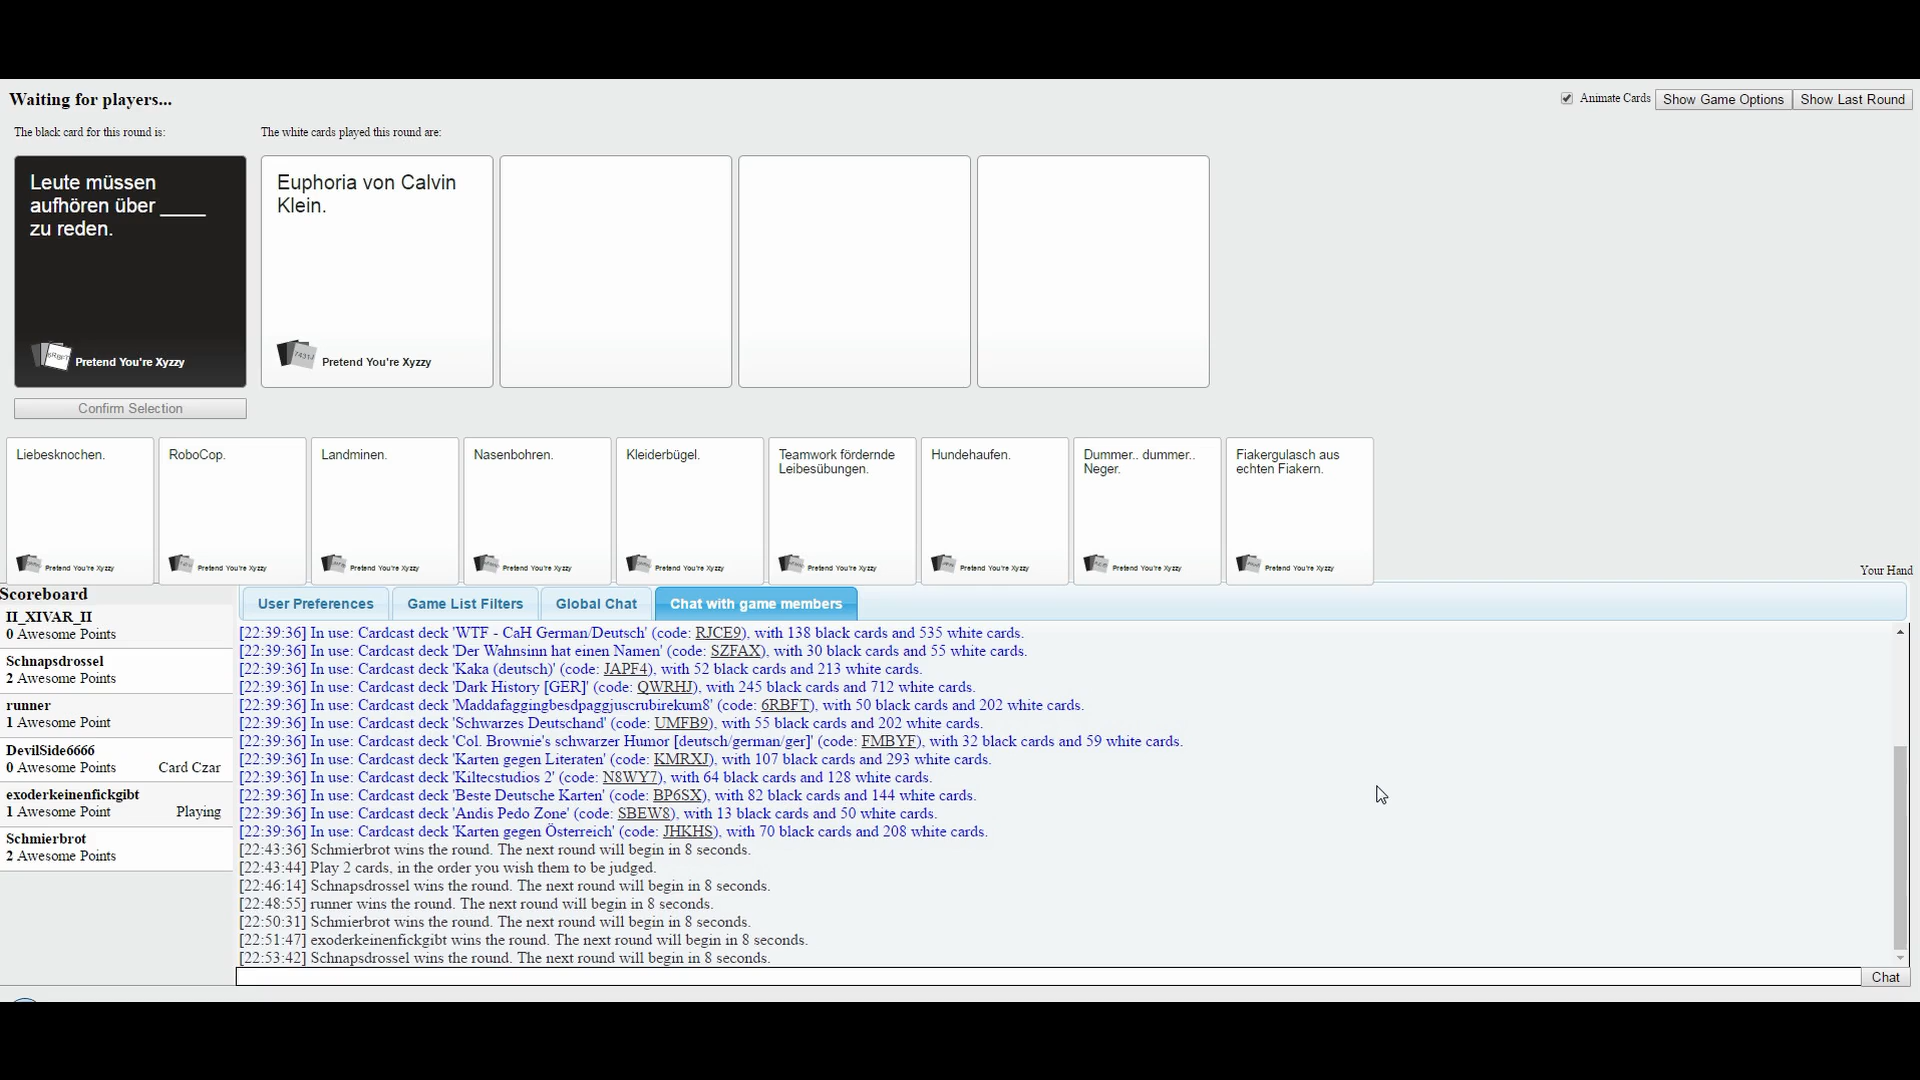 Waiting for players...
Animate Cards
Show Game Options
Show Last Round
The black card for this round is:
The white cards played this round are:
Leute müssen
aufhören über ____
zu reden.
6RBFT
Pretend You're Xyzzy
Euphoria von Calvin
Klein.
Pretend You're Xyzzy
Confirm Selection
Liebesknochen.
Pretend You're Xyzzy
RoboCop.
Pretend You're Xyzzy
Landminen.
Pretend You're Xyzzy
Nasenbohren.
Pretend You're Xyzzy
Kleiderbügel.
Pretend You're Xyzzy
Teamwork fördernde
Leibesübungen.
Pretend You're Xyzzy
Hundehaufen.
Pretend You're Xyzzy
Dummer.. dummer..
Neger.
Pretend You're Xyzzy
Fiakergulasch aus
echten Fiakern.
Pretend You're Xyzzy
Your Hand
Scoreboard
II_XIVAR_II
0 Awesome Points
Schnapsdrossel
2 Awesome Points
runner
1 Awesome Point
DevilSide6666
0 Awesome Points Card Czar
exoderkeinenfickgibt
1 Awesome Point Playing
Schmierbrot
2 Awesome Points
User Preferences
Game List Filters
Global Chat
Chat with game members
[22:39:36] In use: Cardcast deck 'WTF - CaH German/Deutsch' (code: RJCE9), with 138 black cards and 535 white cards.
[22:39:36] In use: Cardcast deck 'Der Wahnsinn hat einen Namen' (code: SZFAX), with 30 black cards and 55 white cards.
[22:39:36] In use: Cardcast deck 'Kaka (deutsch)' (code: JAPF4), with 52 black cards and 213 white cards.
[22:39:36] In use: Cardcast deck 'Dark History [GER]' (code: QWRHJ), with 245 black cards and 712 white cards.
[22:39:36] In use: Cardcast deck 'Maddafaggingbesdpaggjuscrubirekum8' (code: 6RBFT), with 50 black cards and 202 white cards.
[22:39:36] In use: Cardcast deck 'Schwarzes Deutschand' (code: UMFB9), with 55 black cards and 202 white cards.
[22:39:36] In use: Cardcast deck 'Col. Brownie's schwarzer Humor [deutsch/german/ger]' (code: FMBYF), with 32 black cards and 59 white cards.
[22:39:36] In use: Cardcast deck 'Karten gegen Literaten' (code: KMRXJ), with 107 black cards and 293 white cards.
[22:39:36] In use: Cardcast deck 'Kiltecstudios 2' (code: N8WY7), with 64 black cards and 128 white cards.
[22:39:36] In use: Cardcast deck 'Beste Deutsche Karten' (code: BP6SX), with 82 black cards and 144 white cards.
[22:39:36] In use: Cardcast deck 'Andis Pedo Zone' (code: SBEW8), with 13 black cards and 50 white cards.
[22:39:36] In use: Cardcast deck 'Karten gegen Österreich' (code: JHKHS), with 70 black cards and 208 white cards.
[22:43:36] Schmierbrot wins the round. The next round will begin in 8 seconds.
[22:43:44] Play 2 cards, in the order you wish them to be judged.
[22:46:14] Schnapsdrossel wins the round. The next round will begin in 8 seconds.
[22:48:55] runner wins the round. The next round will begin in 8 seconds.
[22:50:31] Schmierbrot wins the round. The next round will begin in 8 seconds.
[22:51:47] exoderkeinenfickgibt wins the round. The next round will begin in 8 seconds.
[22:53:42] Schnapsdrossel wins the round. The next round will begin in 8 seconds.
Chat